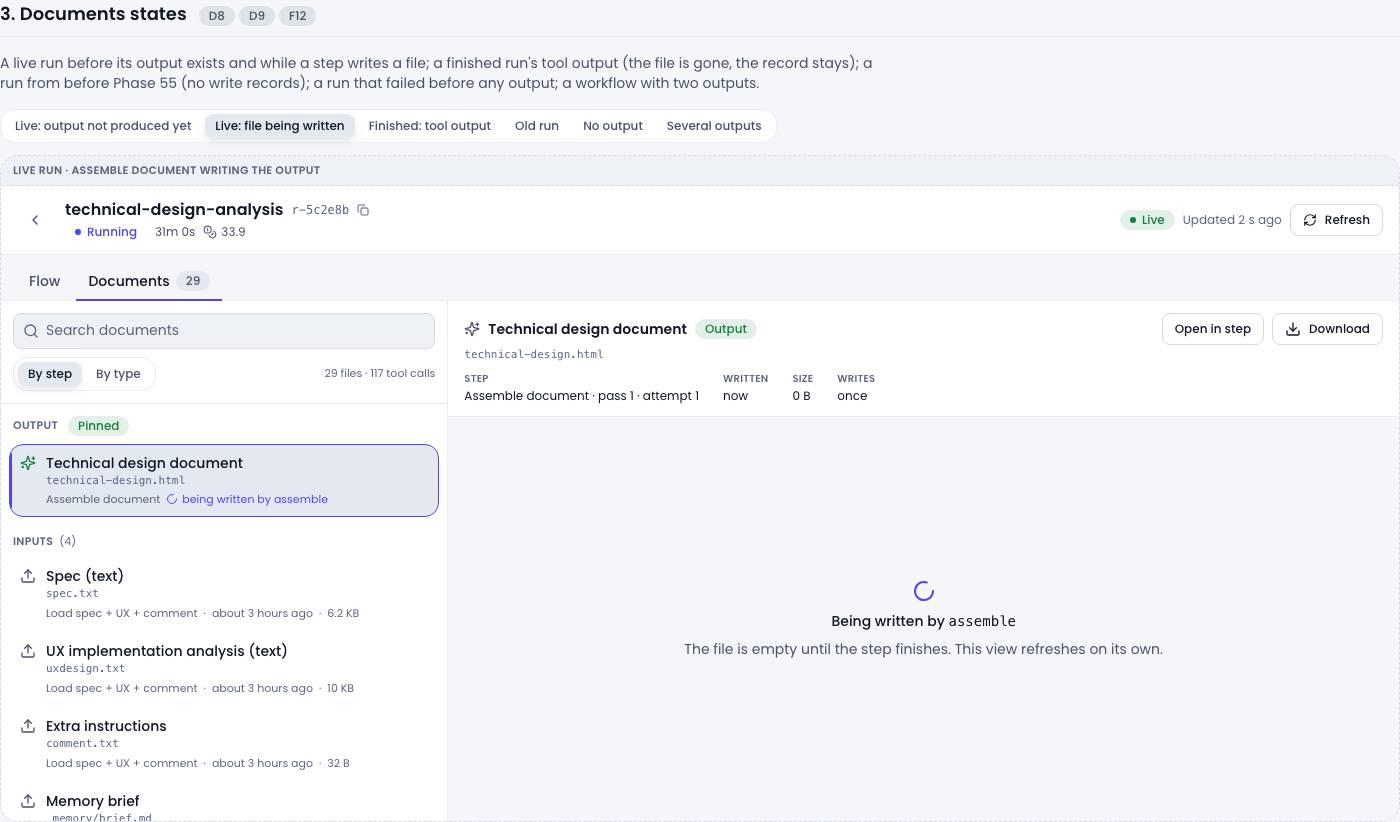 3. Documents states D8 D9 F12
A live run before its output exists and while a step writes a file; a finished run's tool output (the file is gone, the record stays); a
run from before Phase 55 (no write records); a run that failed before any output; a workflow with two outputs.
Live: output not produced yet Live: file being written Finished: tool output Old run No output Several outputs
LIVE RUN · ASSEMBLE DOCUMENT WRITING THE OUTPUT
technical-design-analysis r-5c2e8b
Running 31m 0s 33.9
Live Updated 2 s ago Refresh
Flow Documents 29
Search documents
By step By type 29 files · 117 tool calls
OUTPUT Pinned
Technical design document
technical-design.html
Assemble document being written by assemble
INPUTS (4)
Spec (text)
spec.txt
Load spec + UX + comment · about 3 hours ago · 6.2 KB
UX implementation analysis (text)
uxdesign.txt
Load spec + UX + comment · about 3 hours ago · 10 KB
Extra instructions
comment.txt
Load spec + UX + comment · about 3 hours ago · 32 B
Memory brief
_memory/brief.md
Technical design document Output
Open in step Download
technical-design.html
STEP WRITTEN SIZE WRITES
Assemble document · pass 1 · attempt 1 now 0 B once
Being written by assemble
The file is empty until the step finishes. This view refreshes on its own.